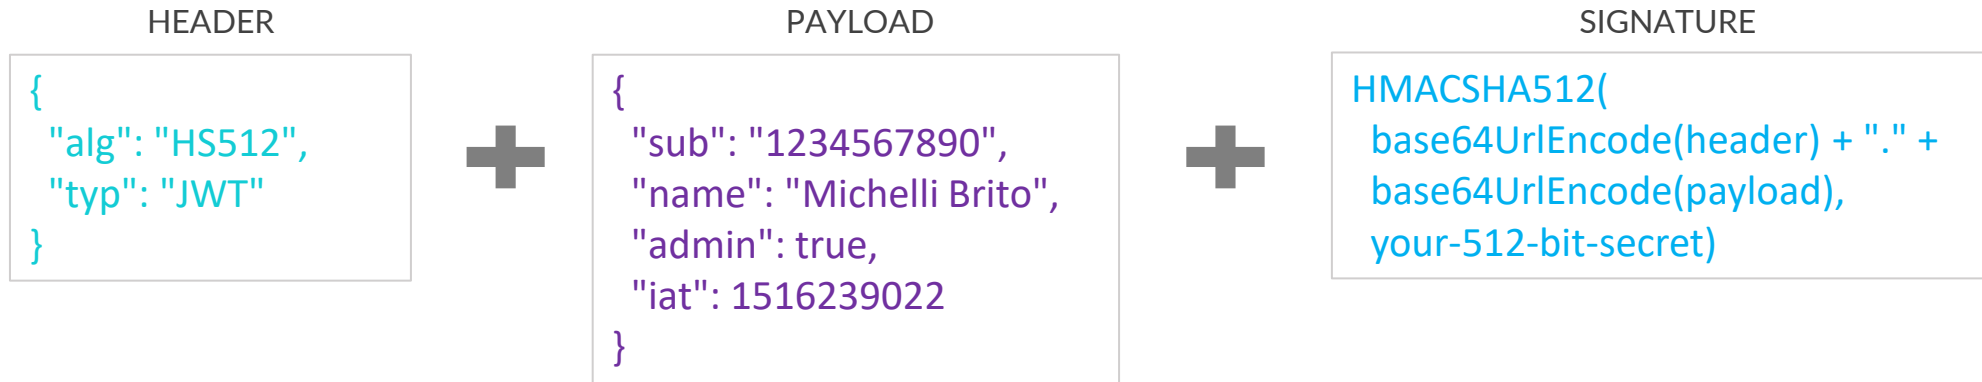 HEADER
{
"alg": "HS512",
"typ": "JWT"
}
PAYLOAD
{
"sub": "1234567890",
"name": "Michelli Brito",
"admin": true,
"iat": 1516239022
}
SIGNATURE
HMACSHA512(
base64UrlEncode(header) + "." +
base64UrlEncode(payload),
your-512-bit-secret)